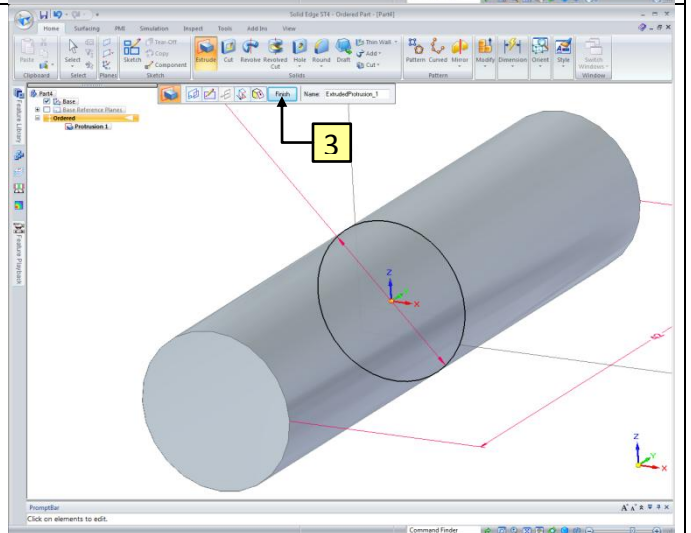 Solid Edge ST4 - Ordered Part - [Part4]
Home Surfacing PMI Simulation Inspect Tools Add Ins View
Paste
Clipboard
Select
Select
Planes
Sketch
Trim-Off
Copy
Component
Sketch
Extrude
Cut
Revolve
Revolved Cut
Hole
Round
Draft
Thin Wall
Add
Cut
Solids
Pattern
Curved
Mirror
Pattern
Modify
Dimension
Orient
Style
Switch Windows
Window
Finish
Name: ExtrudedProtrusion_1
Part4
Base
Base Reference Planes
Ordered
Protrusion 1
Feature Library
Feature Playback
3
Z
Y
X
Z
Y
X
PromptBar
Click on elements to edit.
Command Finder